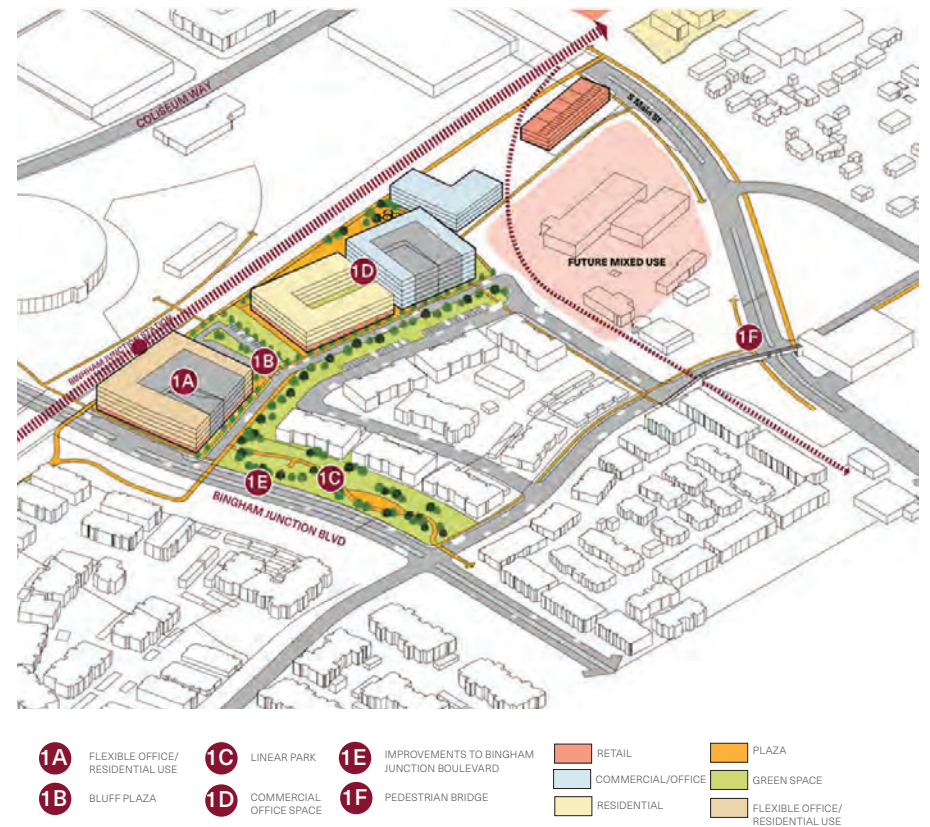 COLISEUM WAY
S Main St
FUTURE MIXED USE
1D
BINGHAM JUNCTION STATION
1F
1B
1A
1C
1E
BINGHAM JUNCTION BLVD
1A
FLEXIBLE OFFICE/
RESIDENTIAL USE
1B
BLUFF PLAZA
1C
LINEAR PARK
1D
COMMERCIAL
OFFICE SPACE
1E
IMPROVEMENTS TO BINGHAM
JUNCTION BOULEVARD
1F
PEDESTRIAN BRIDGE
RETAIL
COMMERCIAL/OFFICE
RESIDENTIAL
PLAZA
GREEN SPACE
FLEXIBLE OFFICE/
RESIDENTIAL USE